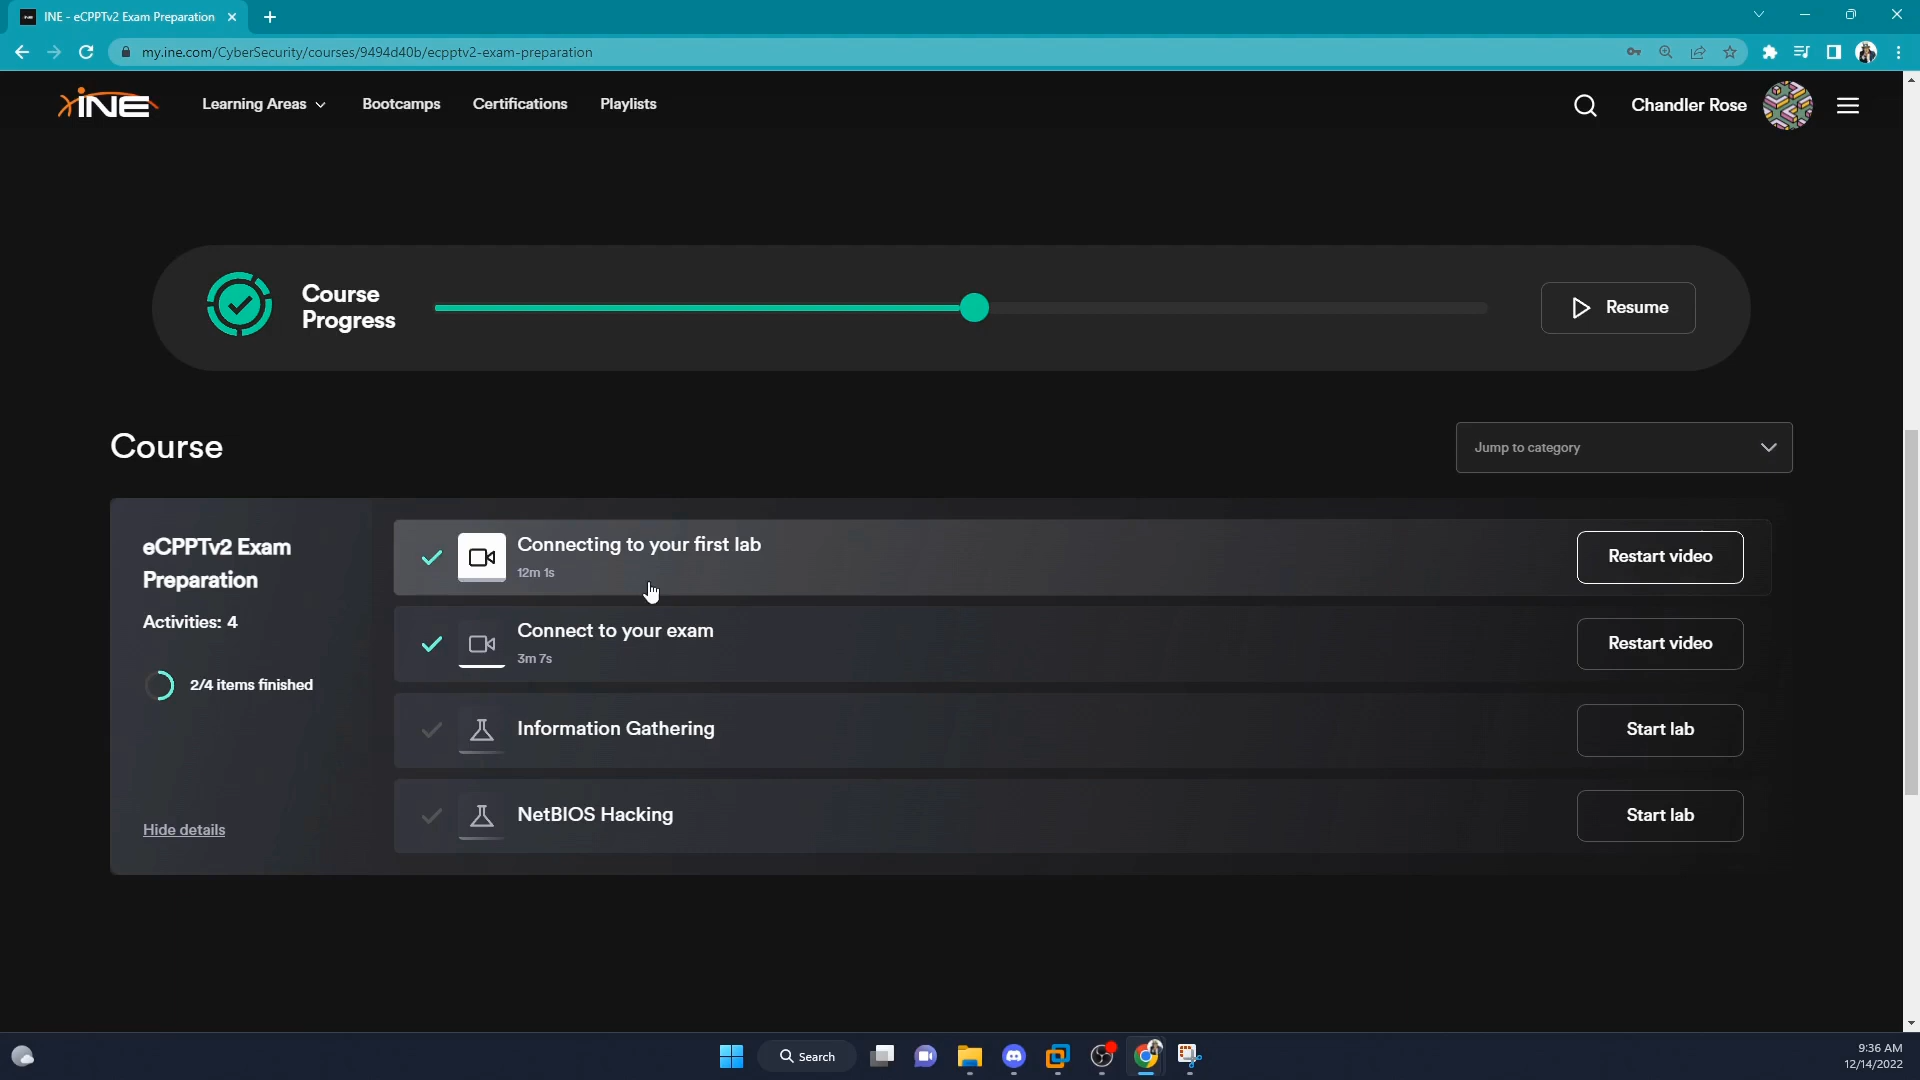 INE - eCPPTv2 Exam Preparation
my.ine.com/CyberSecurity/courses/9494d40b/ecpptv2-exam-preparation
INE
Learning Areas
Bootcamps
Certifications
Playlists
Chandler Rose
Course
Progress
Resume
Course
Jump to category
eCPPTv2 Exam
Preparation
Activities: 4
2/4 items finished
Hide details
Connecting to your first lab
12m 1s
Restart video
Connect to your exam
3m 7s
Restart video
Information Gathering
Start lab
NetBIOS Hacking
Start lab
Search
9:36 AM
12/14/2022